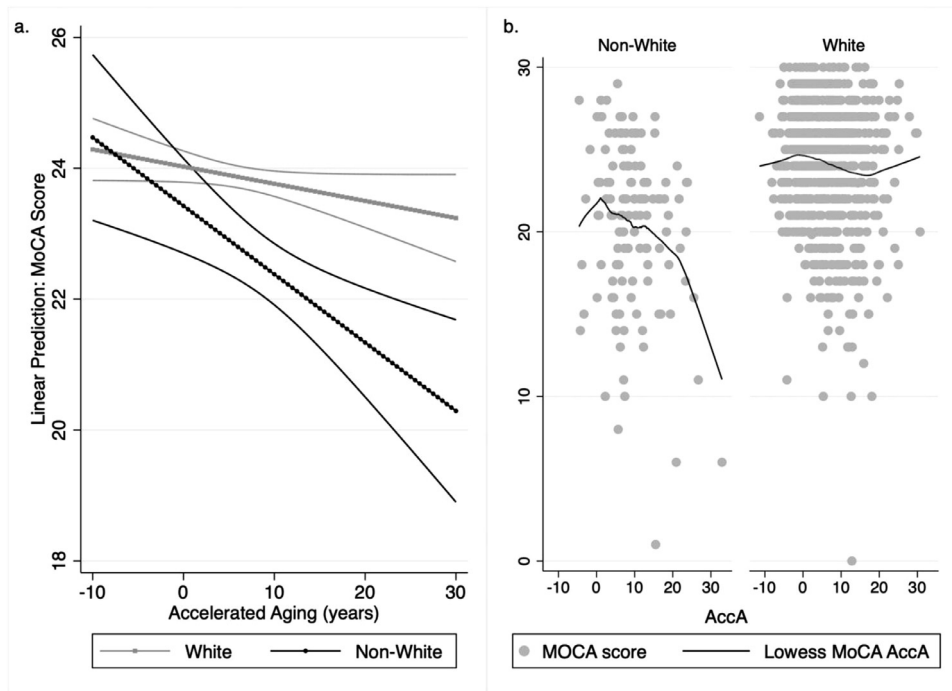 a.
Linear Prediction: MoCA Score
26
24
22
20
18
-10 0 10 20 30
Accelerated Aging (years)
White Non-White
b.
Non-White White
30
20
10
0
-10 0 10 20 30 -10 0 10 20 30
AccA
MOCA score Lowess MoCA AccA